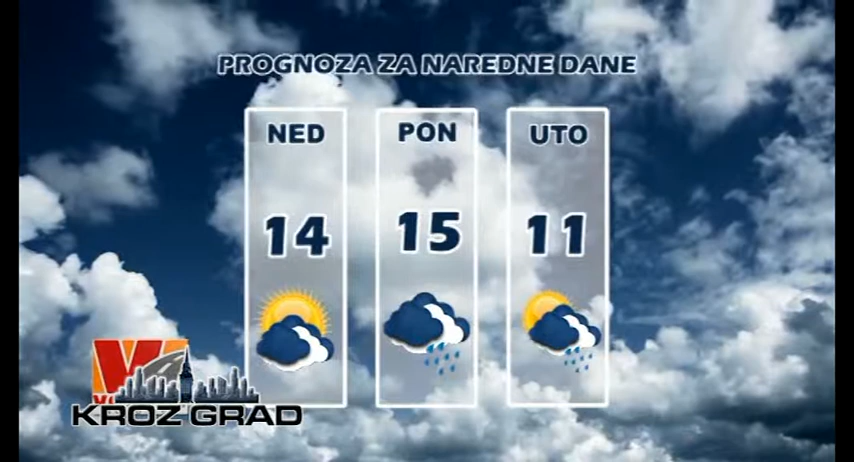 PROGNOZA ZA NAREDNE DANE
NED
PON
UTO
14
15
11
KROZ GRAD